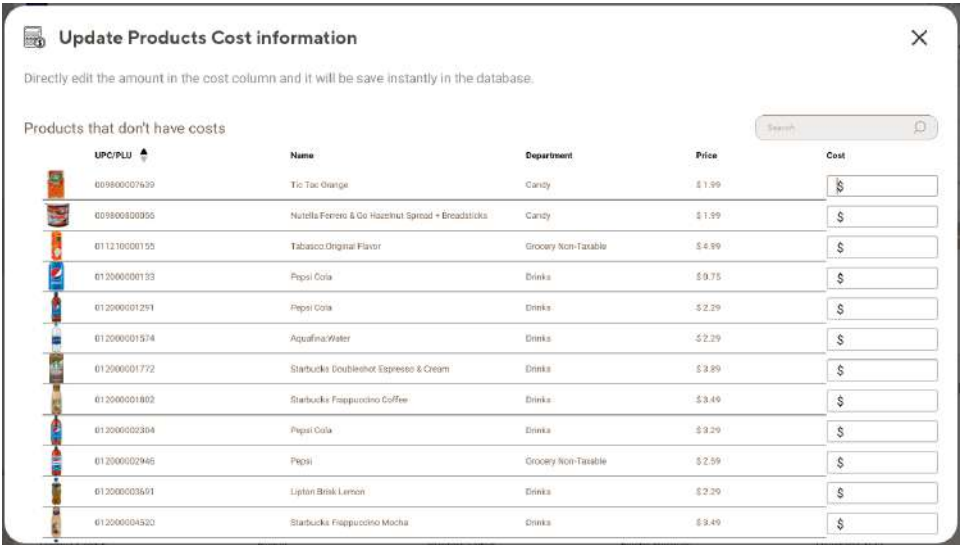 Update Products Cost information
Directly edit the amount in the cost column and it will be save instantly in the database.
Products that don't have costs
Search
UPC/PLU Name Department Price Cost
009800007639 Tic Tac Orange Candy $ 1.99 $
009800800056 Nutella Ferrero & Go Hazelnut Spread + Breadsticks Candy $ 1.99 $
011210000155 Tabasco Original Flavor Grocery Non-Taxable $ 4.99 $
012000000133 Pepsi Cola Drinks $ 0.75 $
012000001291 Pepsi Cola Drinks $ 2.29 $
012000001574 Aquafina Water Drinks $ 2.29 $
012000001772 Starbucks Doubleshot Espresso & Cream Drinks $ 3.89 $
012000001802 Starbucks Frappuccino Coffee Drinks $ 3.49 $
012000002304 Pepsi Cola Drinks $ 3.29 $
012000002946 Pepsi Grocery Non-Taxable $ 2.59 $
012000003691 Lipton Brisk Lemon Drinks $ 2.29 $
012000004520 Starbucks Frappuccino Mocha Drinks $ 3.49 $